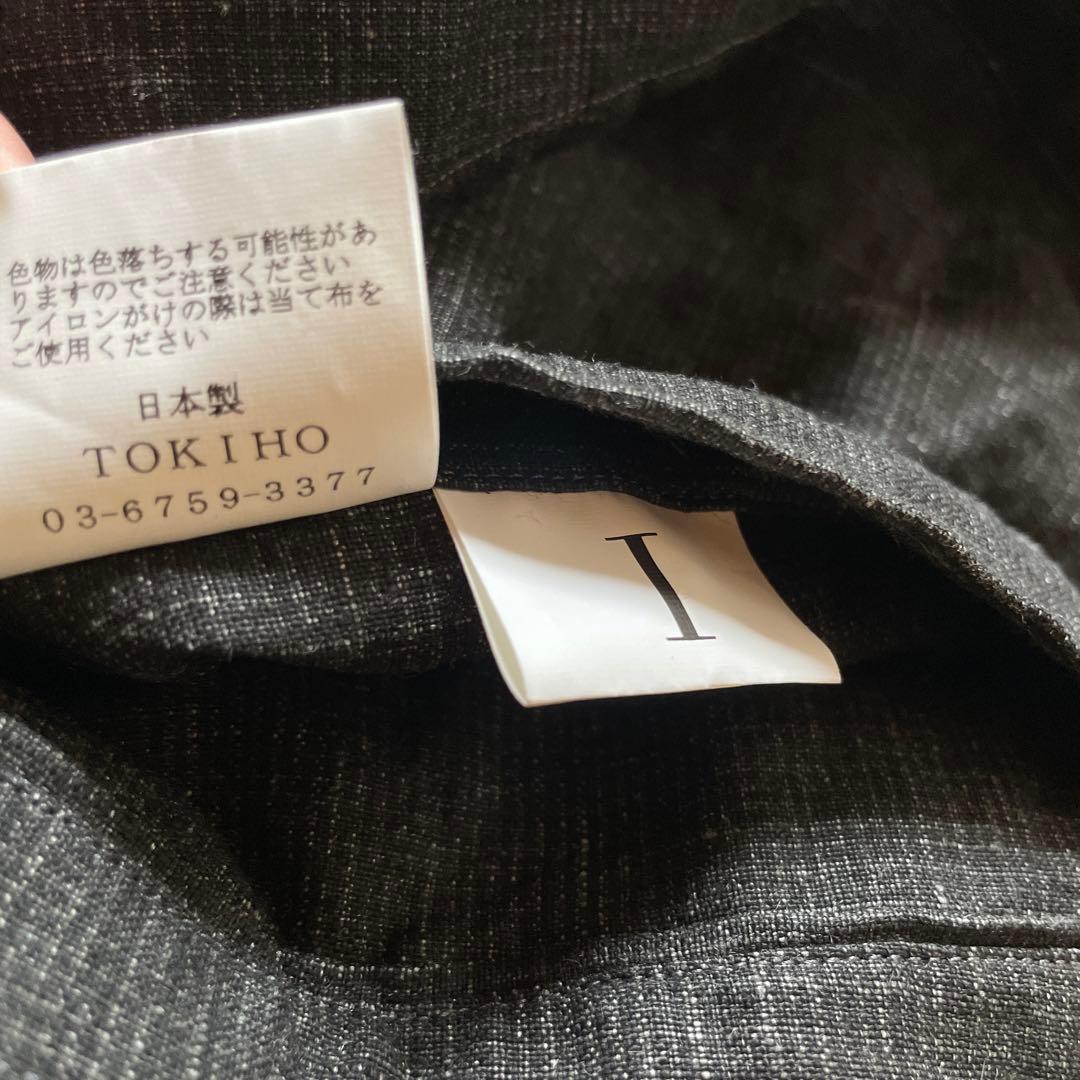 色物は色落ちする可能性があ
りますのでご注意ください
アイロンがけの際は当て布を
ご使用ください
日本製
TOKIHO
03-6759-3377
I